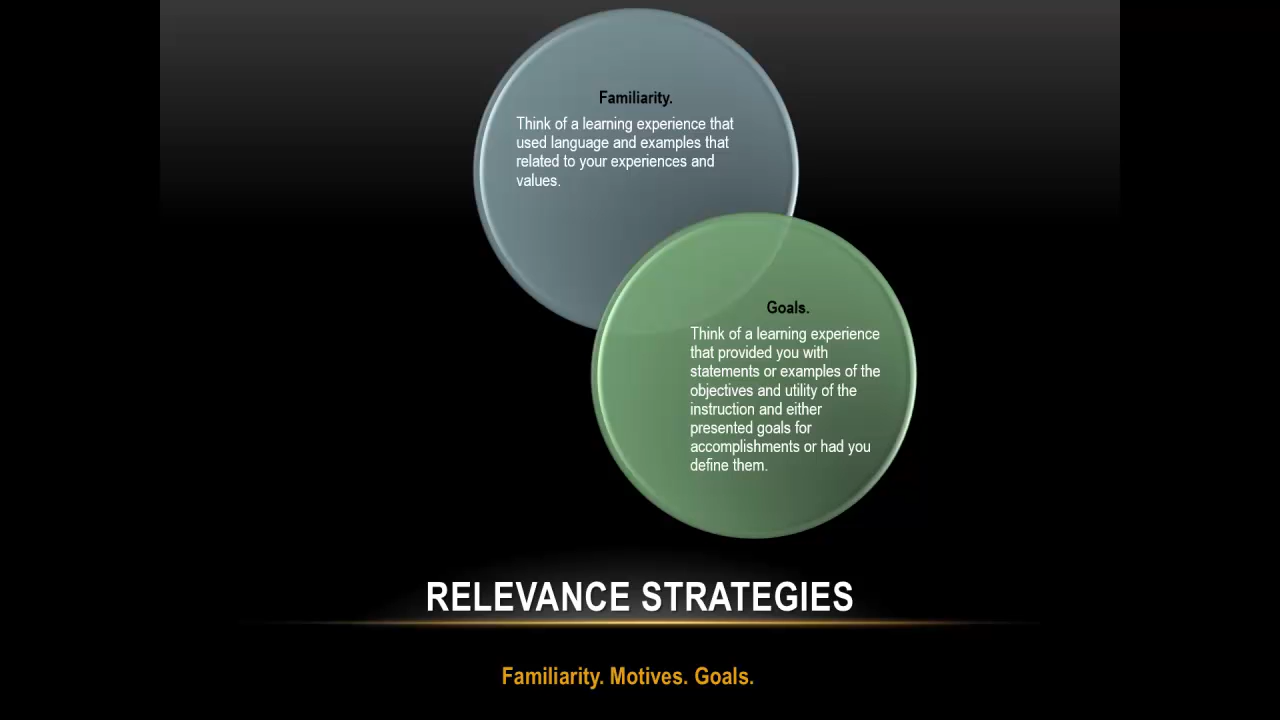 Familiarity.
Think of a learning experience that
used language and examples that
related to your experiences and
values.
Goals.
Think of a learning experience
that provided you with
statements or examples of the
objectives and utility of the
instruction and either
presented goals for
accomplishments or had you
define them.
RELEVANCE STRATEGIES
Familiarity. Motives. Goals.